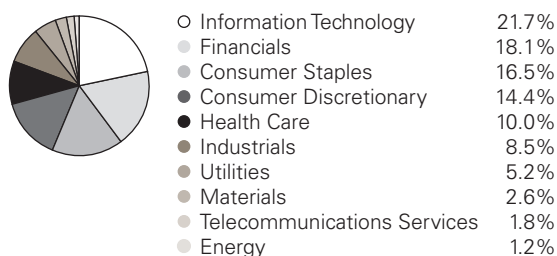 Information Technology 21.7%
Financials 18.1%
Consumer Staples 16.5%
Consumer Discretionary 14.4%
Health Care 10.0%
Industrials 8.5%
Utilities 5.2%
Materials 2.6%
Telecommunications Services 1.8%
Energy 1.2%